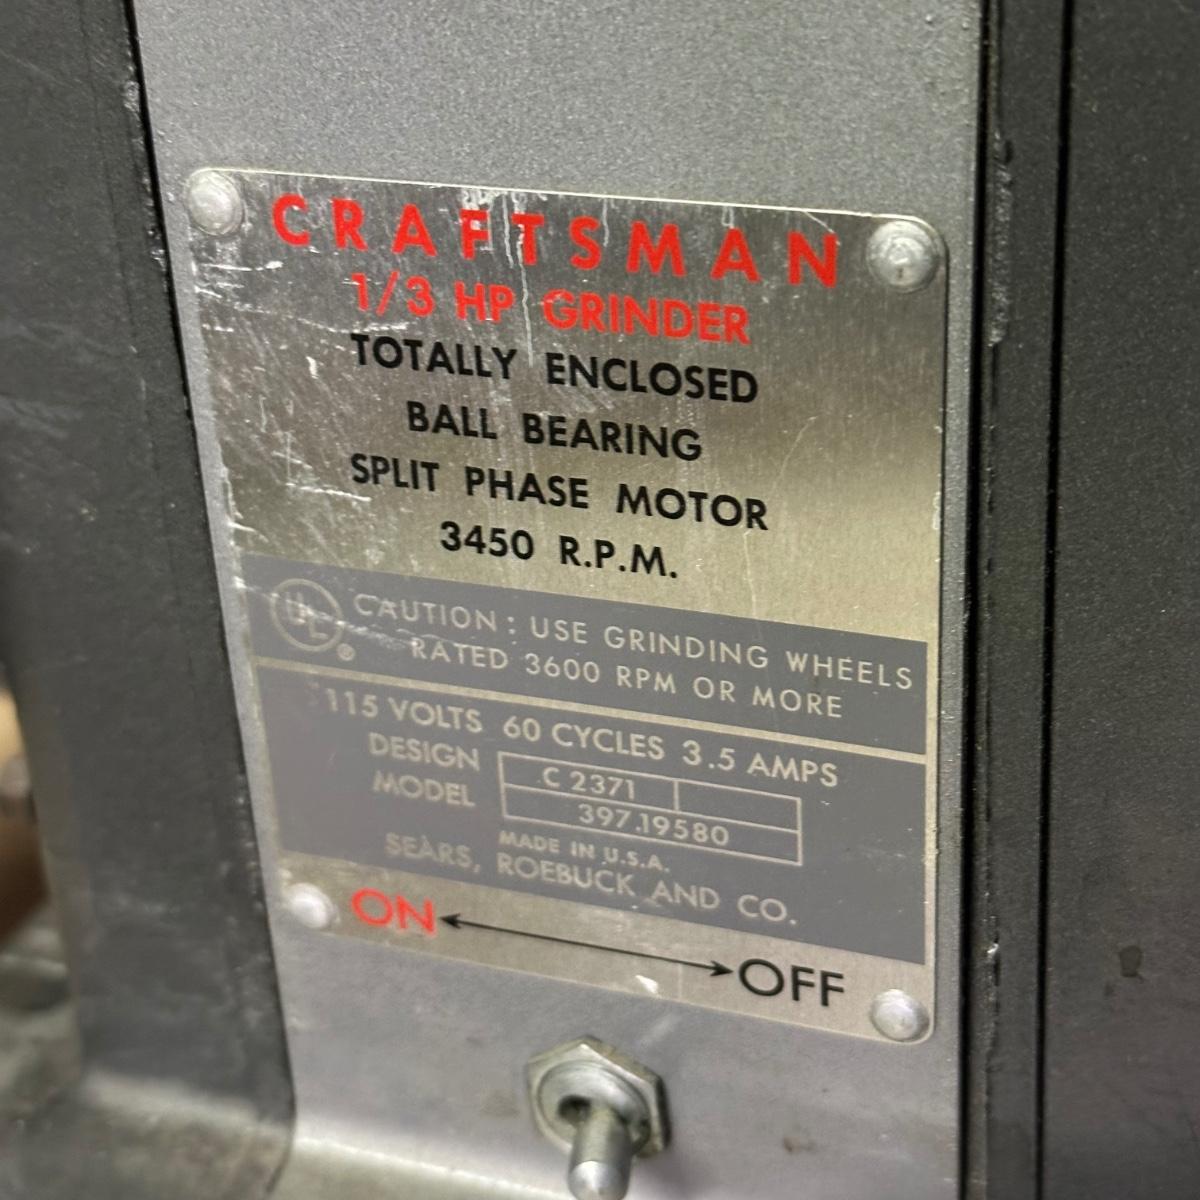 CRAFTSMAN
1/3 HP GRINDER
TOTALLY ENCLOSED
BALL BEARING
SPLIT PHASE MOTOR
3450 R.P.M.
UL® CAUTION: USE GRINDING WHEELS
RATED 3600 RPM OR MORE
115 VOLTS 60 CYCLES 3.5 AMPS
DESIGN C 2371
MODEL 397.19580
MADE IN U.S.A.
SEARS, ROEBUCK AND CO.
ON OFF